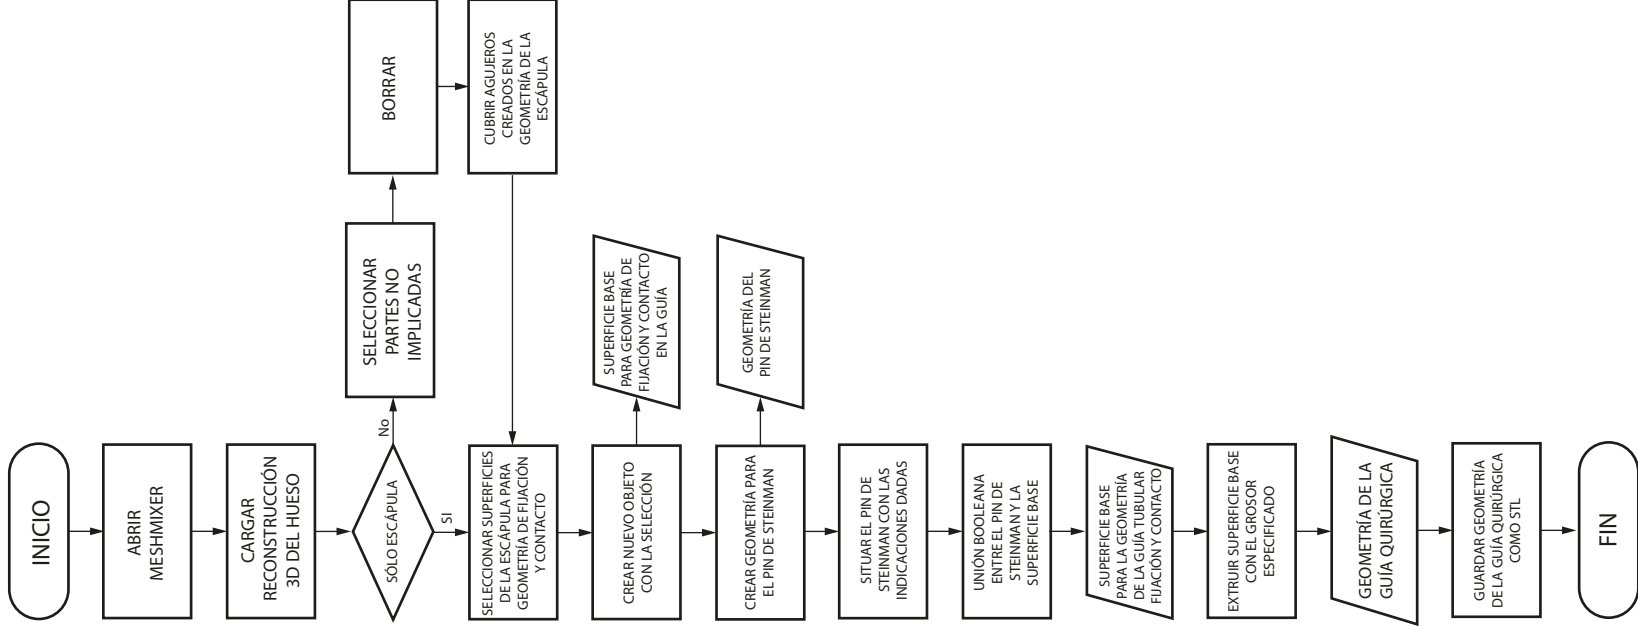 INICIO
ABRIR
MESHMIXER
CARGAR
RECONSTRUCCIÓN
3D DEL HUESO
SÓLO ESCÁPULA
No
SELECCIONAR
PARTES NO
IMPLICADAS
BORRAR
CUBRIR AGUJEROS
CREADOS EN LA
GEOMETRÍA DE LA
ESCÁPULA
SI
SELECCIONAR SUPERFICIES
DE LA ESCÁPULA PARA
GEOMETRÍA DE FIJACIÓN
Y CONTACTO
CREAR NUEVO OBJETO
CON LA SELECCIÓN
SUPERFICIE BASE
PARA GEOMETRÍA DE
FIJACIÓN Y CONTACTO
EN LA GUÍA
CREAR GEOMETRÍA PARA
EL PIN DE STEINMAN
GEOMETRÍA DEL
PIN DE STEINMAN
SITUAR EL PIN DE
STEINMAN CON LAS
INDICACIONES DADAS
UNIÓN BOOLEANA
ENTRE EL PIN DE
STEINMAN Y LA
SUPERFICIE BASE
SUPERFICIE BASE
PARA LA GEOMETRÍA
DE LA GUÍA TUBULAR
FIJACIÓN Y CONTACTO
EXTRUIR SUPERFICIE BASE
CON EL GROSOR
ESPECIFICADO
GEOMETRÍA DE LA
GUÍA QUIRÚRGICA
GUARDAR GEOMETRÍA
DE LA GUÍA QUIRÚRGICA
COMO STL
FIN